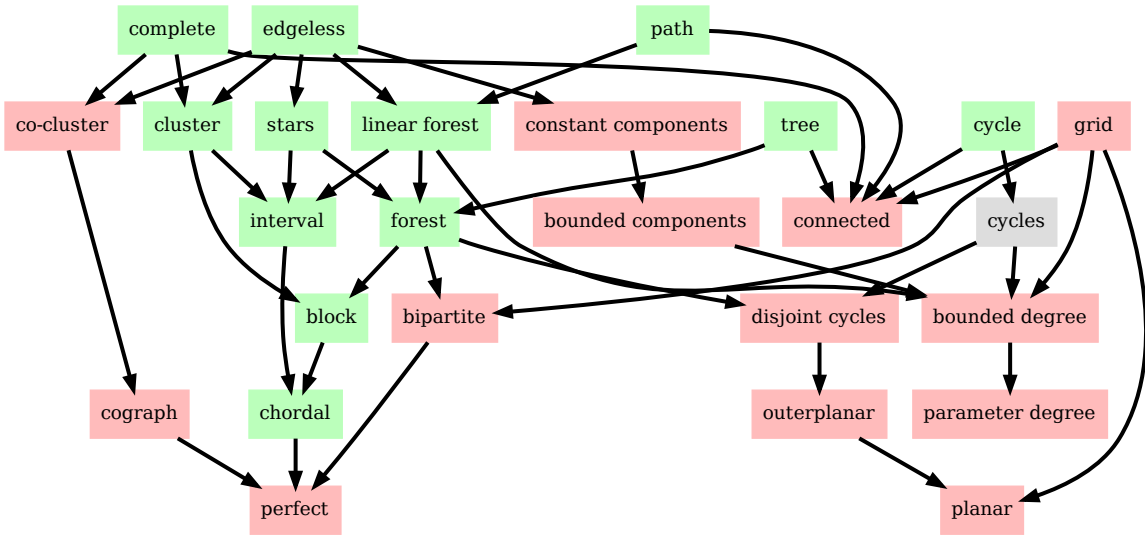 complete
edgeless
path
co-cluster
cluster
stars
linear forest
constant components
tree
cycle
grid
interval
forest
bounded components
connected
cycles
block
bipartite
disjoint cycles
bounded degree
cograph
chordal
outerplanar
parameter degree
perfect
planar